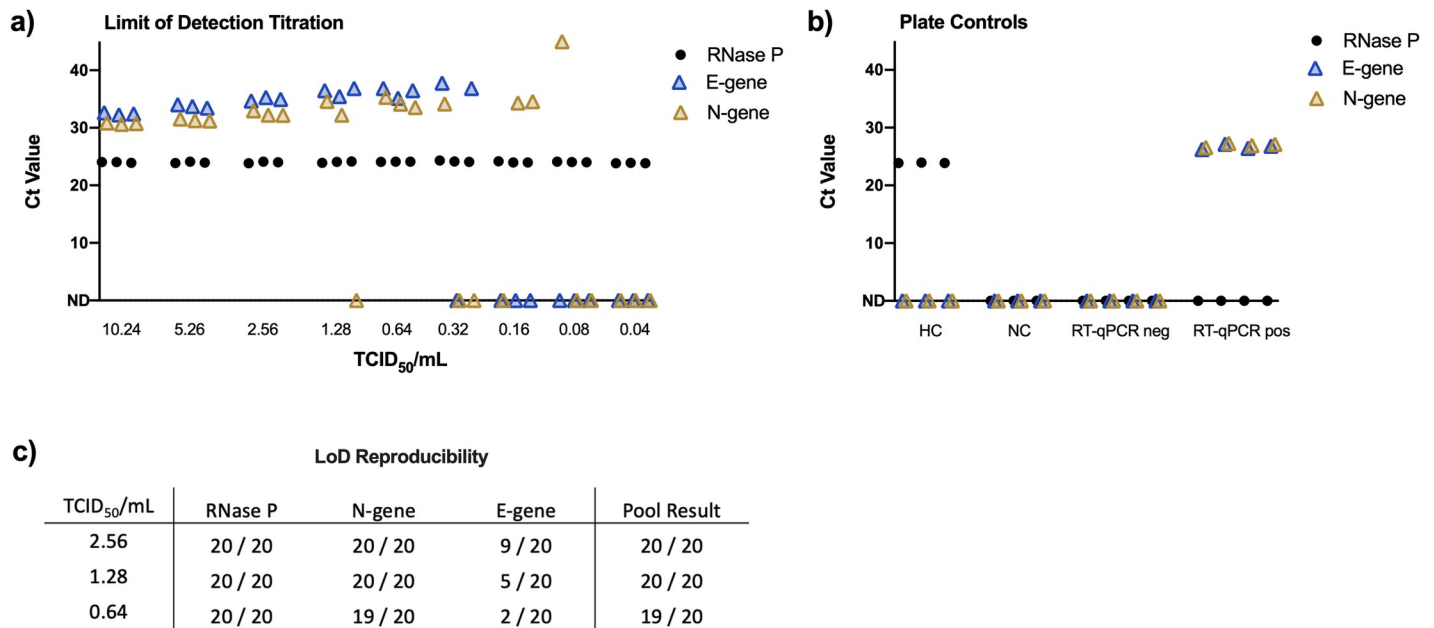 a)
Limit of Detection Titration
Ct Value
40
30
20
10
ND
10.24 5.26 2.56 1.28 0.64 0.32 0.16 0.08 0.04
TCID50/mL
RNase P
E-gene
N-gene
b)
Plate Controls
Ct Value
40
30
20
10
ND
HC NC RT-qPCR neg RT-qPCR pos
RNase P
E-gene
N-gene
c)
LoD Reproducibility
TCID50/mL RNase P N-gene E-gene Pool Result
2.56 20 / 20 20 / 20 9 / 20 20 / 20
1.28 20 / 20 20 / 20 5 / 20 20 / 20
0.64 20 / 20 19 / 20 2 / 20 19 / 20